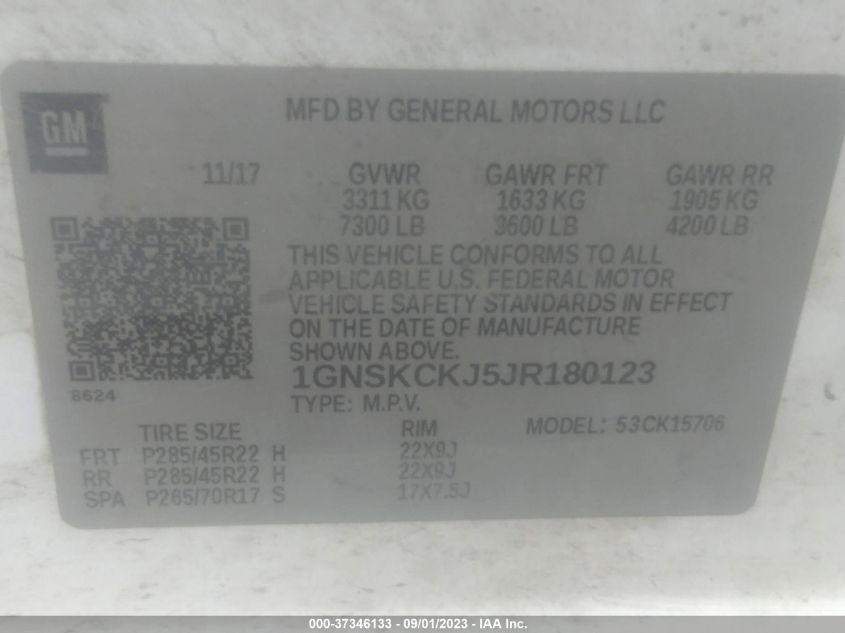 GM
MFD BY GENERAL MOTORS LLC
11/17 GVWR GAWR FRT GAWR RR
3311 KG 1633 KG 1905 KG
7300 LB 3600 LB 4200 LB
THIS VEHICLE CONFORMS TO ALL
APPLICABLE U.S. FEDERAL MOTOR
VEHICLE SAFETY STANDARDS IN EFFECT
ON THE DATE OF MANUFACTURE
SHOWN ABOVE.
1GNSKCKJ5JR180123
8624
TYPE: M.P.V.
TIRE SIZE RIM MODEL: 53CK15706
FRT P285/45R22 H 22X9J
RR P285/45R22 H 22X9J
SPA P265/70R17 S 17X7.5J
000-37346133 - 09/01/2023 - IAA Inc.